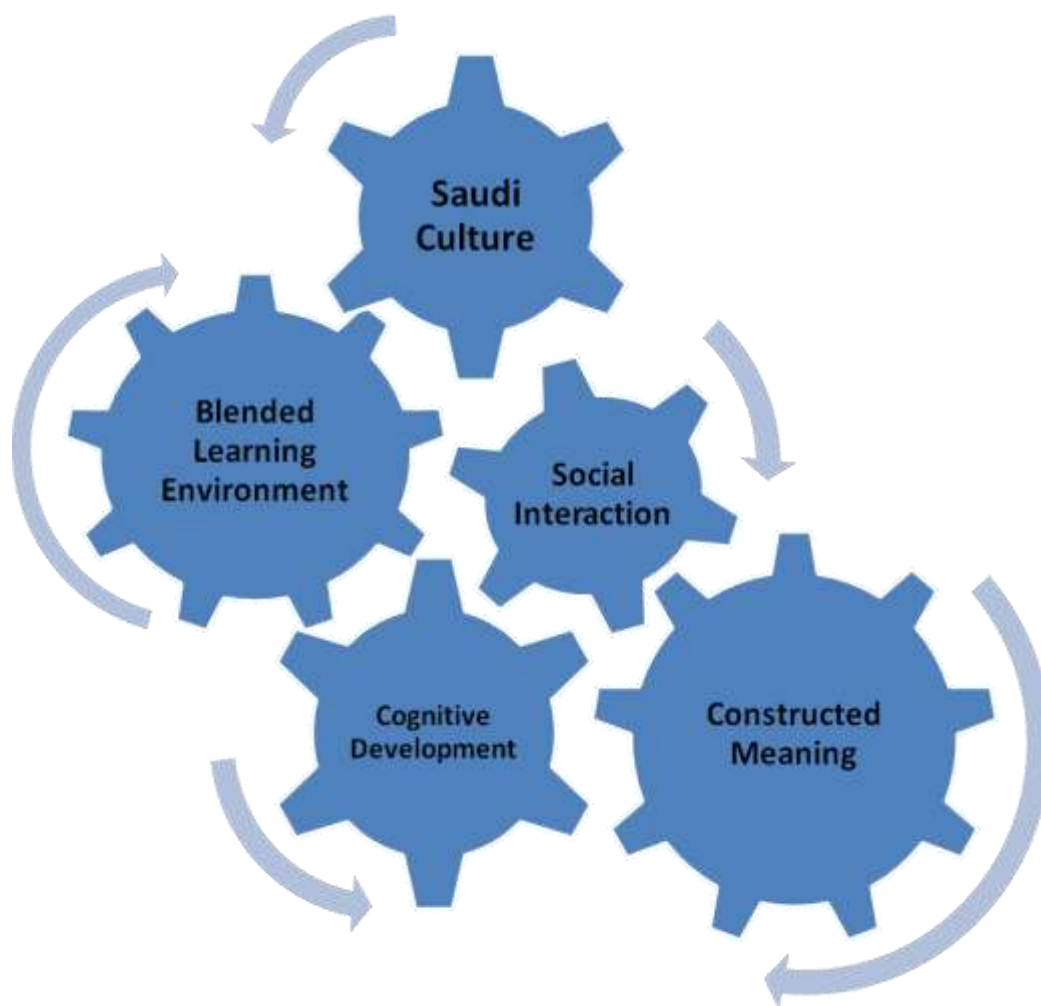 Saudi
Culture
Blended
Learning
Environment
Social
Interaction
Cognitive
Development
Constructed
Meaning